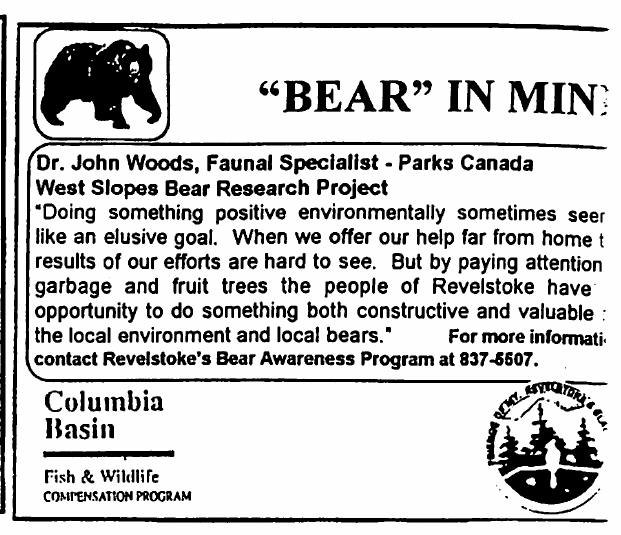 "BEAR" IN MIN
Dr. John Woods, Faunal Specialist - Parks Canada
West Slopes Bear Research Project
"Doing something positive environmentally sometimes seer
like an elusive goal. When we offer our help far from home t
results of our efforts are hard to see. But by paying attention
garbage and fruit trees the people of Revelstoke have
opportunity to do something both constructive and valuable :
the local environment and local bears." For more informati
contact Revelstoke's Bear Awareness Program at 837-5507.
Columbia
Basin
Fish & Wildlife
COMPENSATION PROGRAM
OF MT. REVELSTOKE &